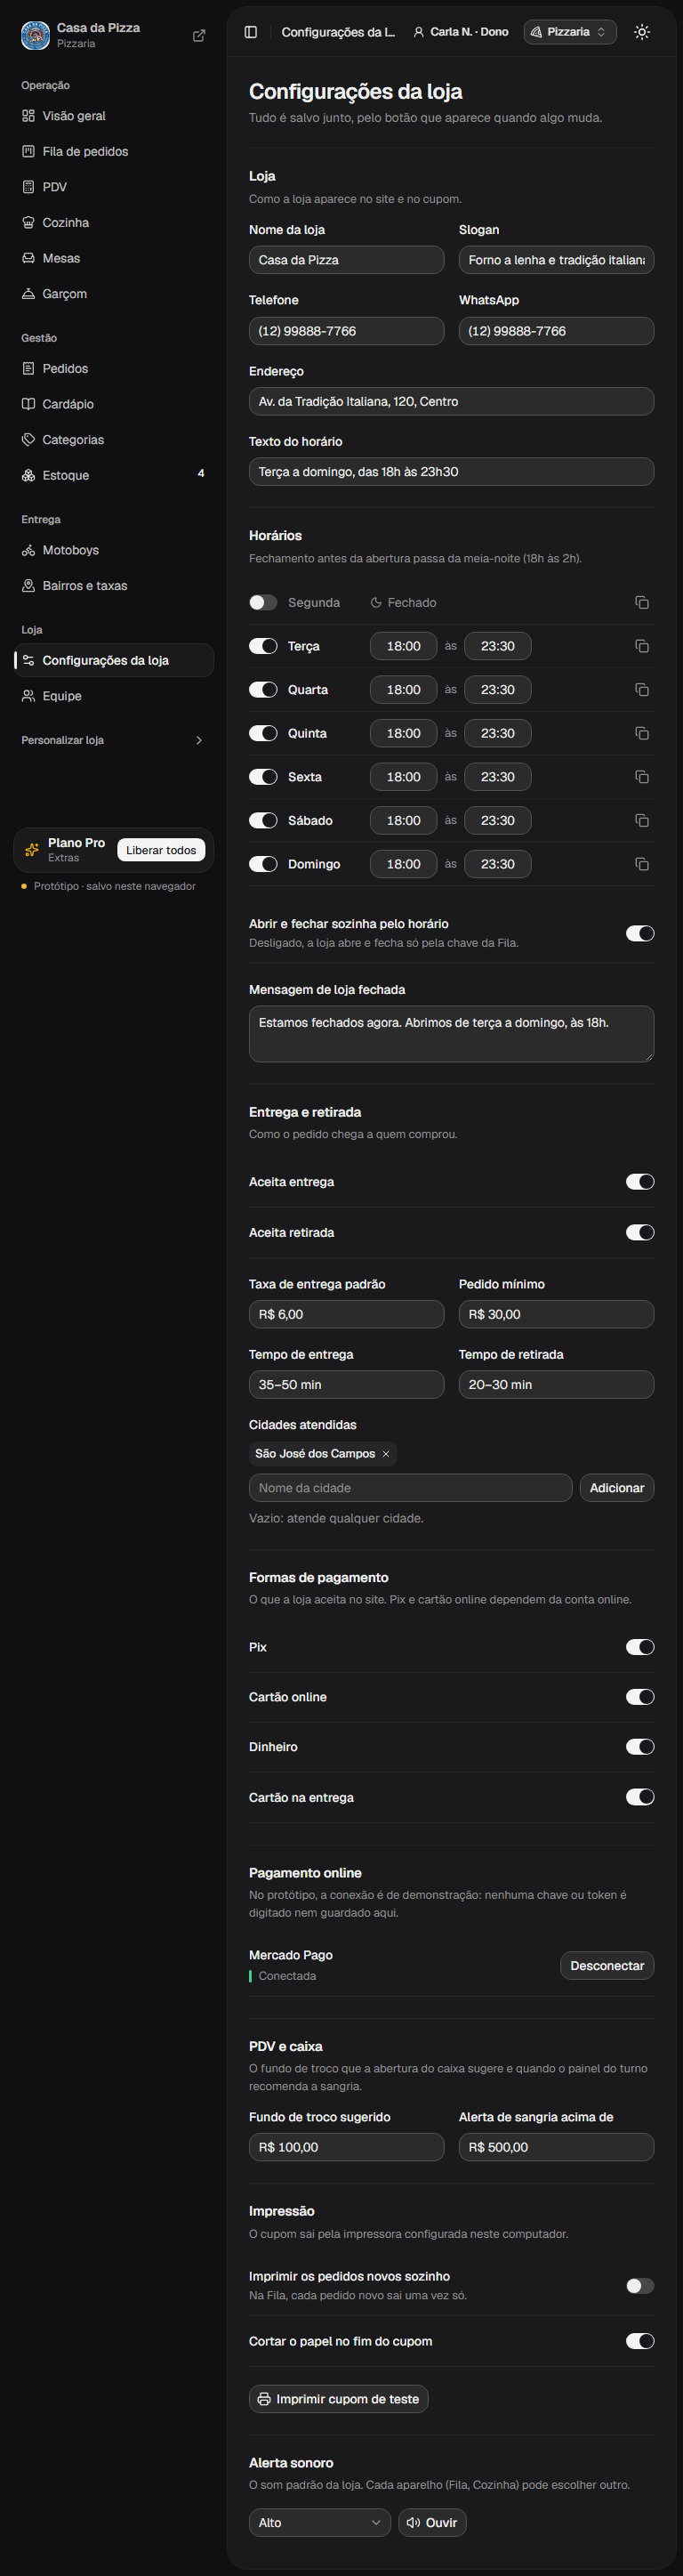 Casa da Pizza
Pizzaria
Operação
Visão geral
Fila de pedidos
PDV
Cozinha
Mesas
Garçom
Gestão
Pedidos
Cardápio
Categorias
Estoque 4
Entrega
Motoboys
Bairros e taxas
Loja
Configurações da loja
Equipe
Personalizar loja
Plano Pro
Extras
Liberar todos
Protótipo · salvo neste navegador
Configurações da l... Carla N. · Dono Pizzaria
Configurações da loja
Tudo é salvo junto, pelo botão que aparece quando algo muda.
Loja
Como a loja aparece no site e no cupom.
Nome da loja Slogan
Casa da Pizza Forno a lenha e tradição italiana
Telefone WhatsApp
(12) 99888-7766 (12) 99888-7766
Endereço
Av. da Tradição Italiana, 120, Centro
Texto do horário
Terça a domingo, das 18h às 23h30
Horários
Fechamento antes da abertura passa da meia-noite (18h às 2h).
Segunda Fechado
Terça 18:00 às 23:30
Quarta 18:00 às 23:30
Quinta 18:00 às 23:30
Sexta 18:00 às 23:30
Sábado 18:00 às 23:30
Domingo 18:00 às 23:30
Abrir e fechar sozinha pelo horário
Desligado, a loja abre e fecha só pela chave da Fila.
Mensagem de loja fechada
Estamos fechados agora. Abrimos de terça a domingo, às 18h.
Entrega e retirada
Como o pedido chega a quem comprou.
Aceita entrega
Aceita retirada
Taxa de entrega padrão Pedido mínimo
R$ 6,00 R$ 30,00
Tempo de entrega Tempo de retirada
35–50 min 20–30 min
Cidades atendidas
São José dos Campos ×
Nome da cidade Adicionar
Vazio: atende qualquer cidade.
Formas de pagamento
O que a loja aceita no site. Pix e cartão online dependem da conta online.
Pix
Cartão online
Dinheiro
Cartão na entrega
Pagamento online
No protótipo, a conexão é de demonstração: nenhuma chave ou token é
digitado nem guardado aqui.
Mercado Pago
Conectada
Desconectar
PDV e caixa
O fundo de troco que a abertura do caixa sugere e quando o painel do turno
recomenda a sangria.
Fundo de troco sugerido Alerta de sangria acima de
R$ 100,00 R$ 500,00
Impressão
O cupom sai pela impressora configurada neste computador.
Imprimir os pedidos novos sozinho
Na Fila, cada pedido novo sai uma vez só.
Cortar o papel no fim do cupom
Imprimir cupom de teste
Alerta sonoro
O som padrão da loja. Cada aparelho (Fila, Cozinha) pode escolher outro.
Alto Ouvir